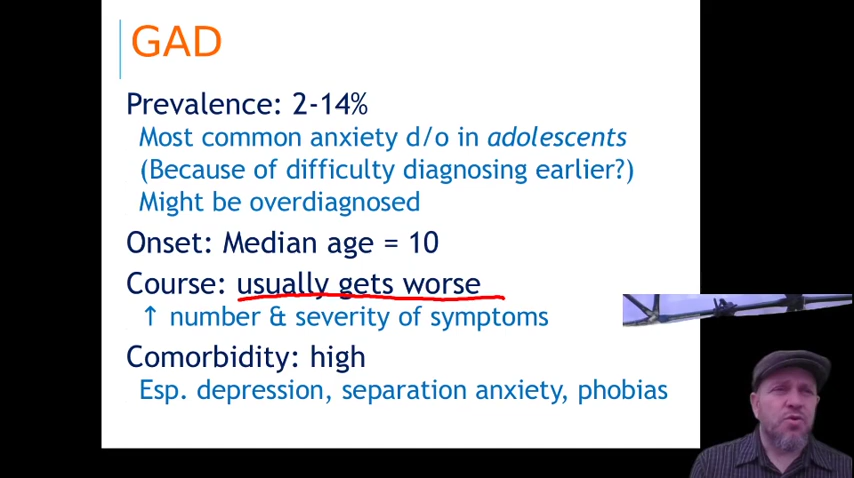 GAD
Prevalence: 2-14%
Most common anxiety d/o in adolescents
(Because of difficulty diagnosing earlier?)
Might be overdiagnosed
Onset: Median age = 10
Course: usually gets worse
↑ number & severity of symptoms
Comorbidity: high
Esp. depression, separation anxiety, phobias